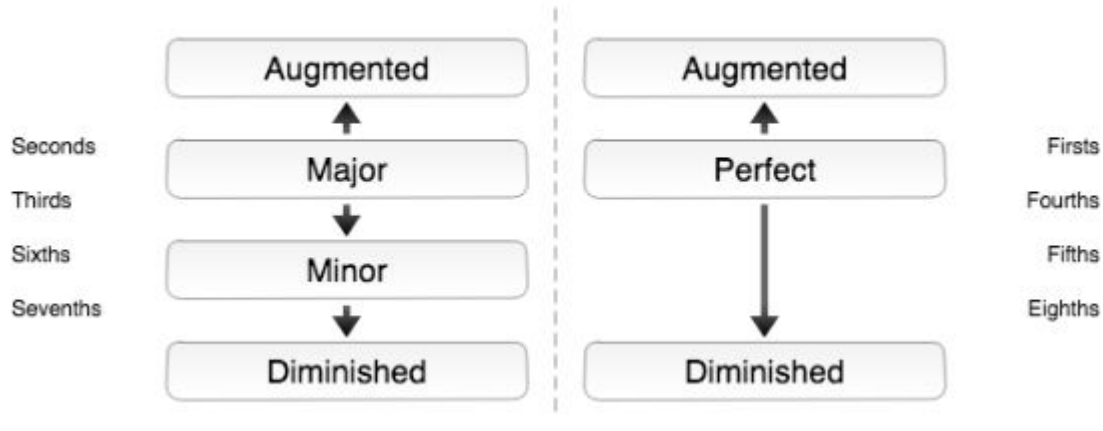 Augmented
Augmented
Seconds
Major
Perfect
Firsts
Thirds
Fourths
Sixths
Minor
Fifths
Sevenths
Eighths
Diminished
Diminished